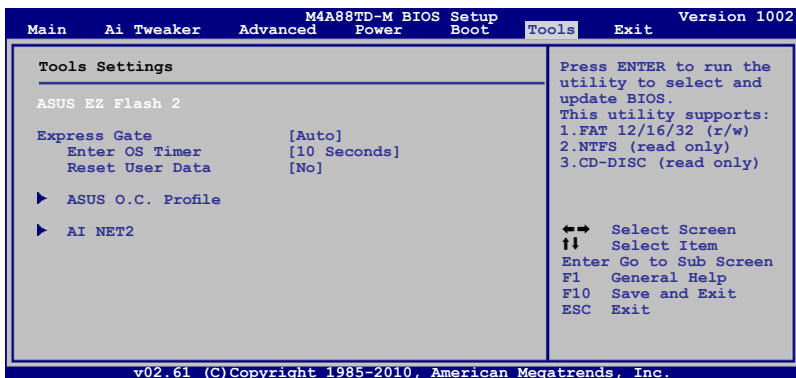 M4A88TD-M BIOS Setup Version 1002
Main Ai Tweaker Advanced Power Boot Tools Exit
Tools Settings
ASUS EZ Flash 2
Express Gate [Auto]
Enter OS Timer [10 Seconds]
Reset User Data [No]
ASUS O.C. Profile
AI NET2
Press ENTER to run the
utility to select and
update BIOS.
This utility supports:
1.FAT 12/16/32 (r/w)
2.NTFS (read only)
3.CD-DISC (read only)
←→ Select Screen
↑↓ Select Item
Enter Go to Sub Screen
F1 General Help
F10 Save and Exit
ESC Exit
v02.61 (C)Copyright 1985-2010, American Megatrends, Inc.